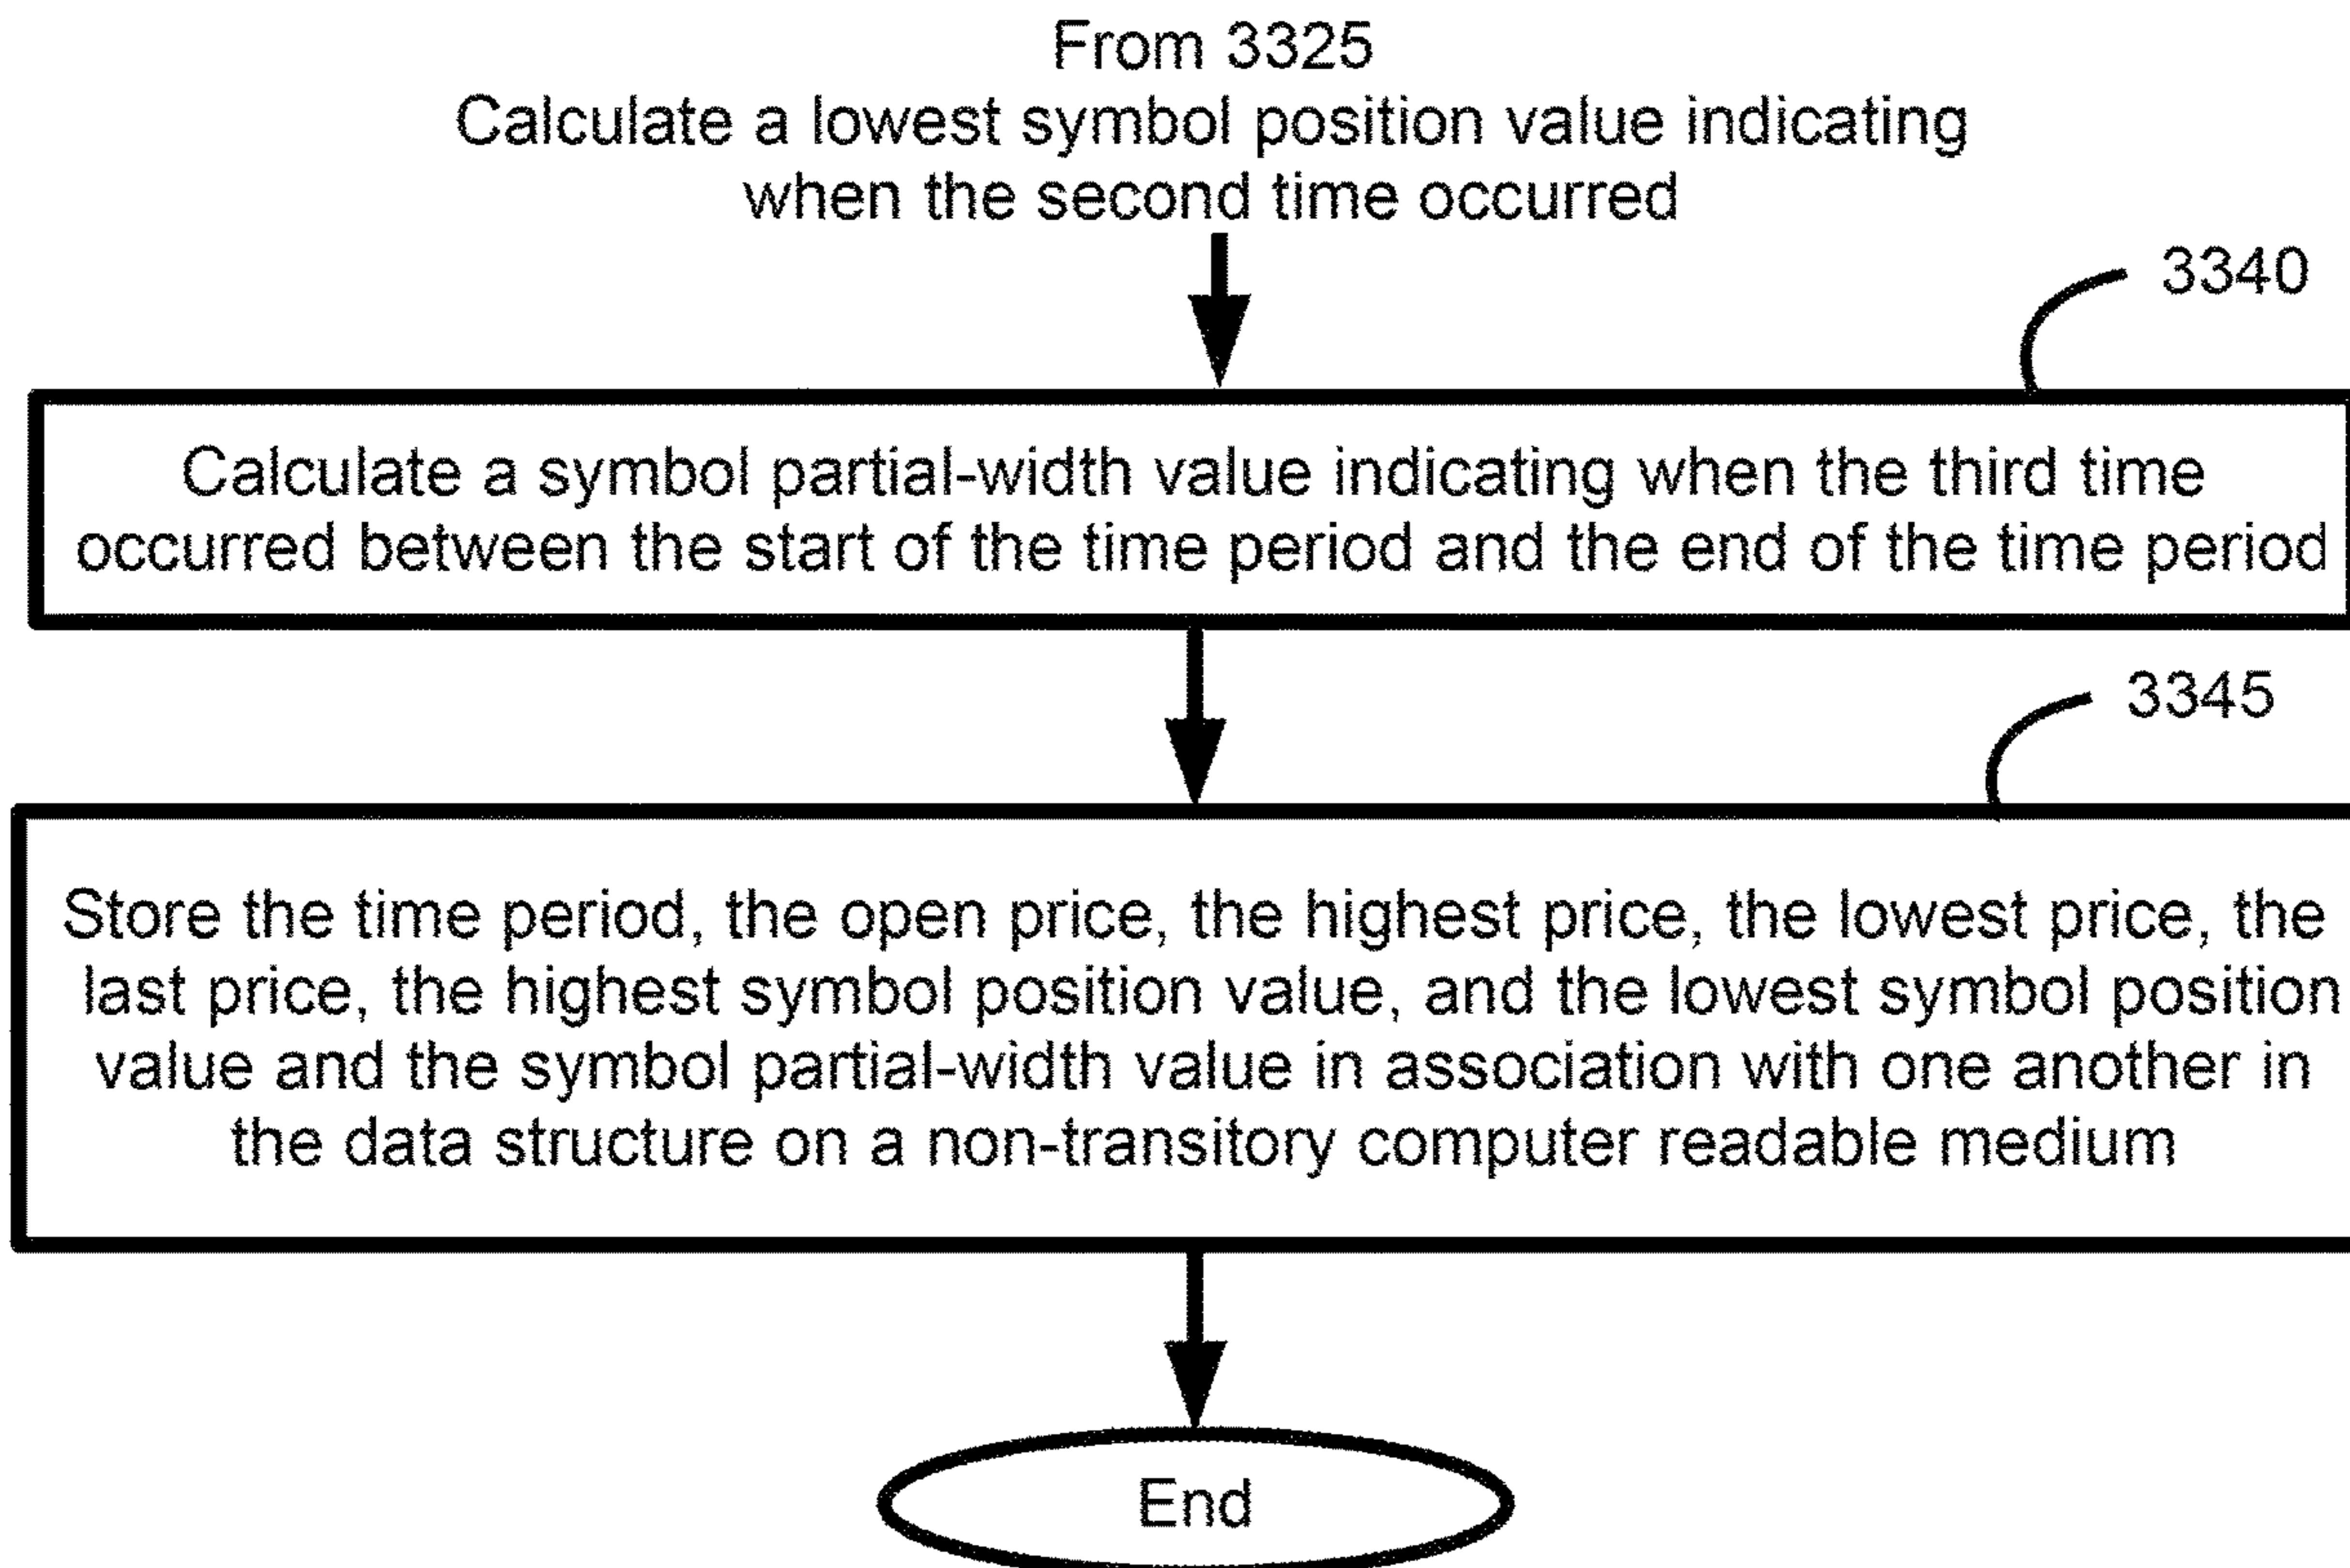 From 3325
Calculate a lowest symbol position value indicating
when the second time occurred
3340
Calculate a symbol partial-width value indicating when the third time
occurred between the start of the time period and the end of the time period
3345
Store the time period, the open price, the highest price, the lowest price, the
last price, the highest symbol position value, and the lowest symbol position
value and the symbol partial-width value in association with one another in
the data structure on a non-transitory computer readable medium
End